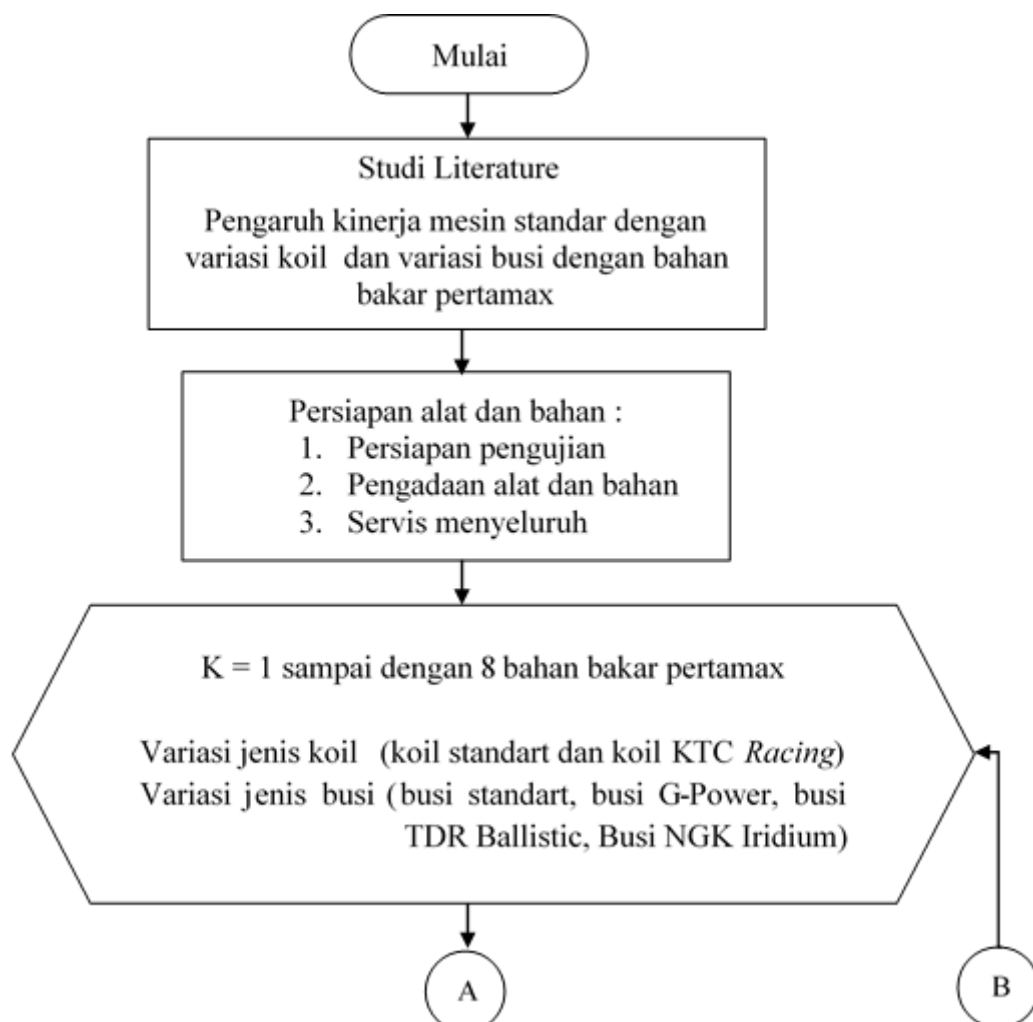 Mulai
Studi Literature
Pengaruh kinerja mesin standar dengan
variasi koil dan variasi busi dengan bahan
bakar pertamax
Persiapan alat dan bahan :
1. Persiapan pengujian
2. Pengadaan alat dan bahan
3. Servis menyeluruh
K = 1 sampai dengan 8 bahan bakar pertamax
Variasi jenis koil (koil standart dan koil KTC Racing)
Variasi jenis busi (busi standart, busi G-Power, busi
TDR Ballistic, Busi NGK Iridium)
A
B